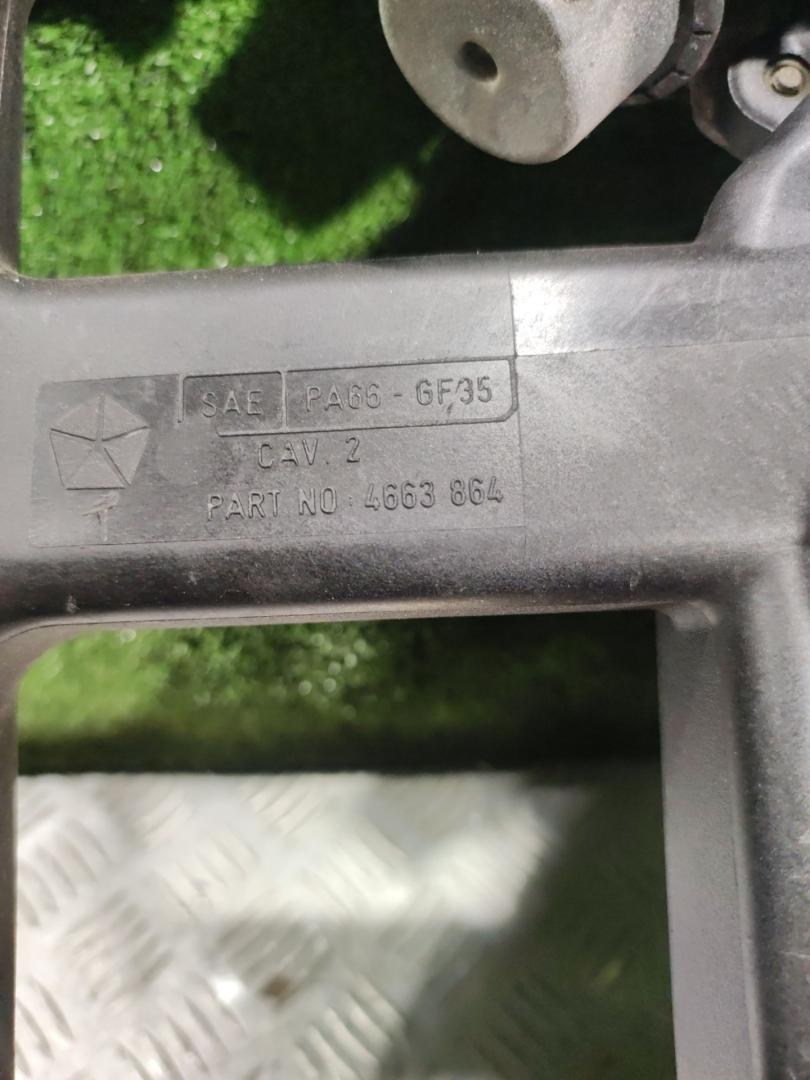 SAE PA66 - GF35
CAV. 2
PART NO : 4663 864